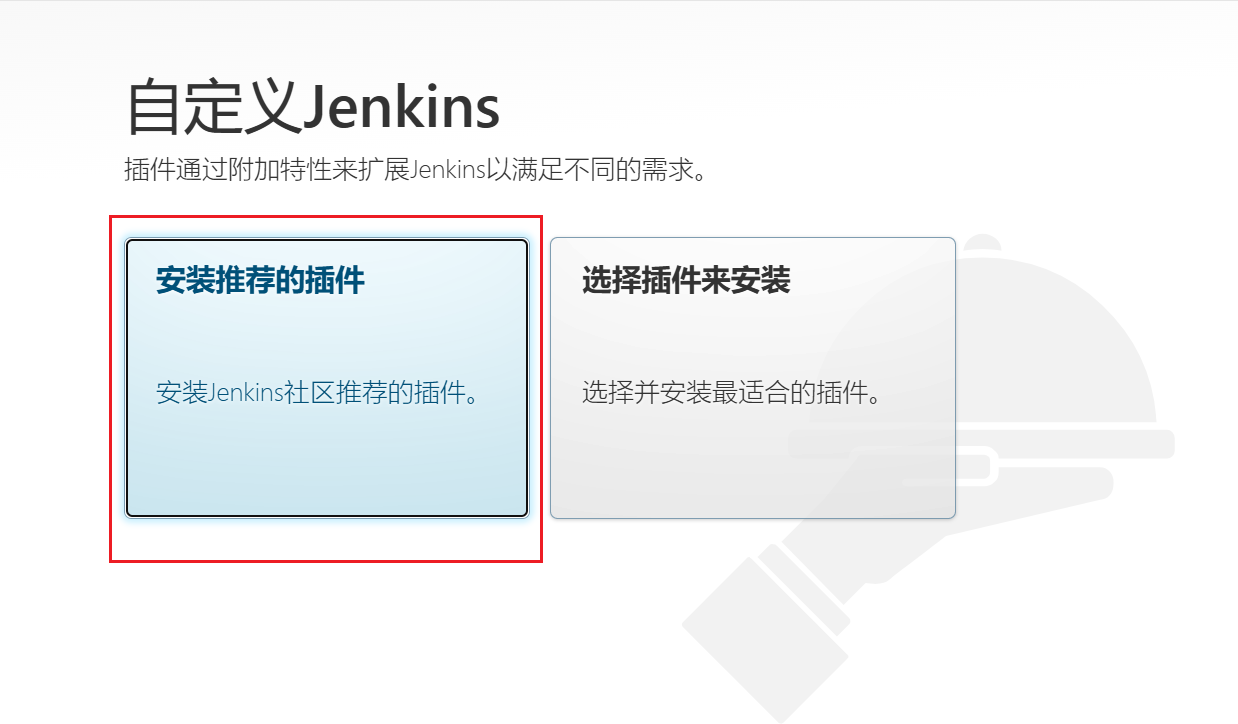 自定义Jenkins
插件通过附加特性来扩展Jenkins以满足不同的需求。
安装推荐的插件
安装Jenkins社区推荐的插件。
选择插件来安装
选择并安装最适合的插件。